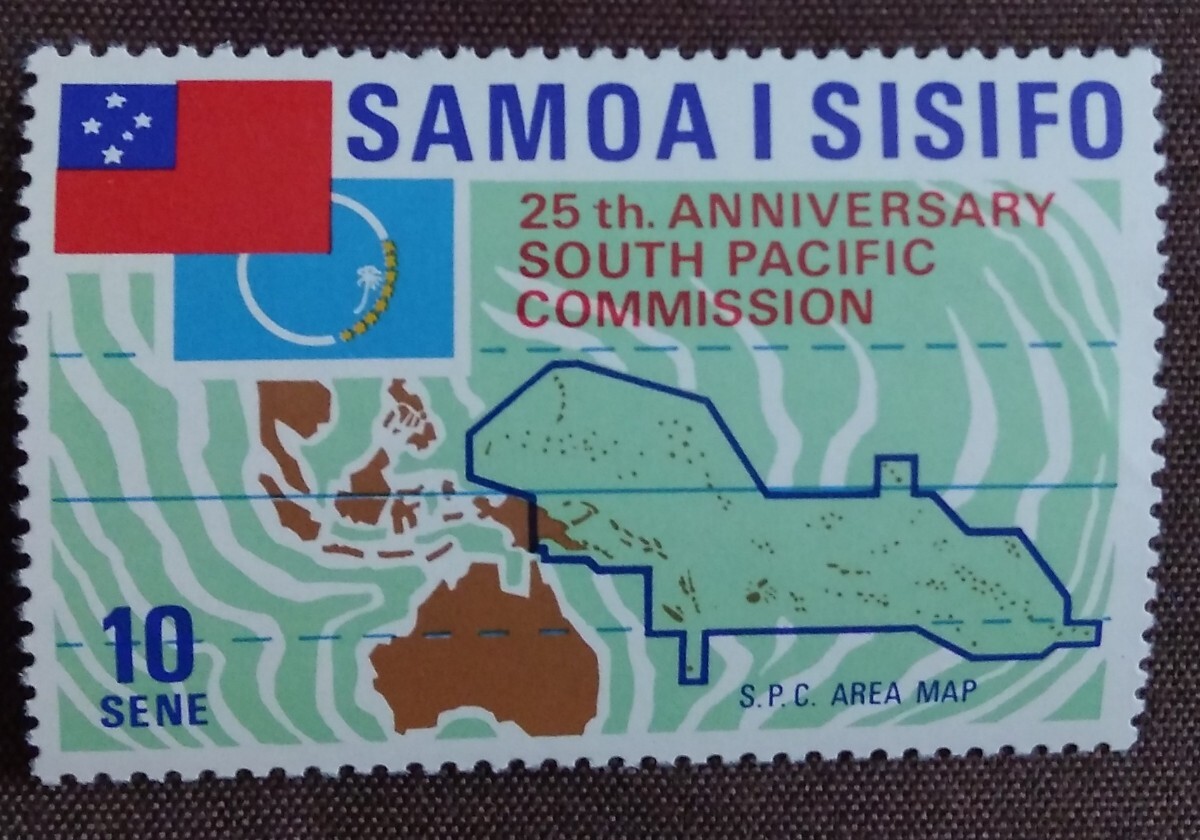 SAMOA I SISIFO
25 th. ANNIVERSARY
SOUTH PACIFIC
COMMISSION
10
SENE
S.P.C. AREA MAP